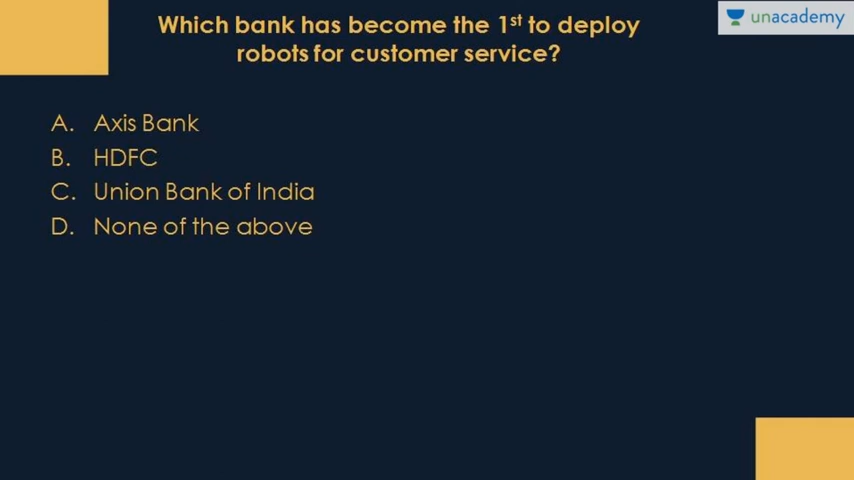 Which bank has become the 1st to deploy
robots for customer service?
unacademy
A. Axis Bank
B. HDFC
C. Union Bank of India
D. None of the above